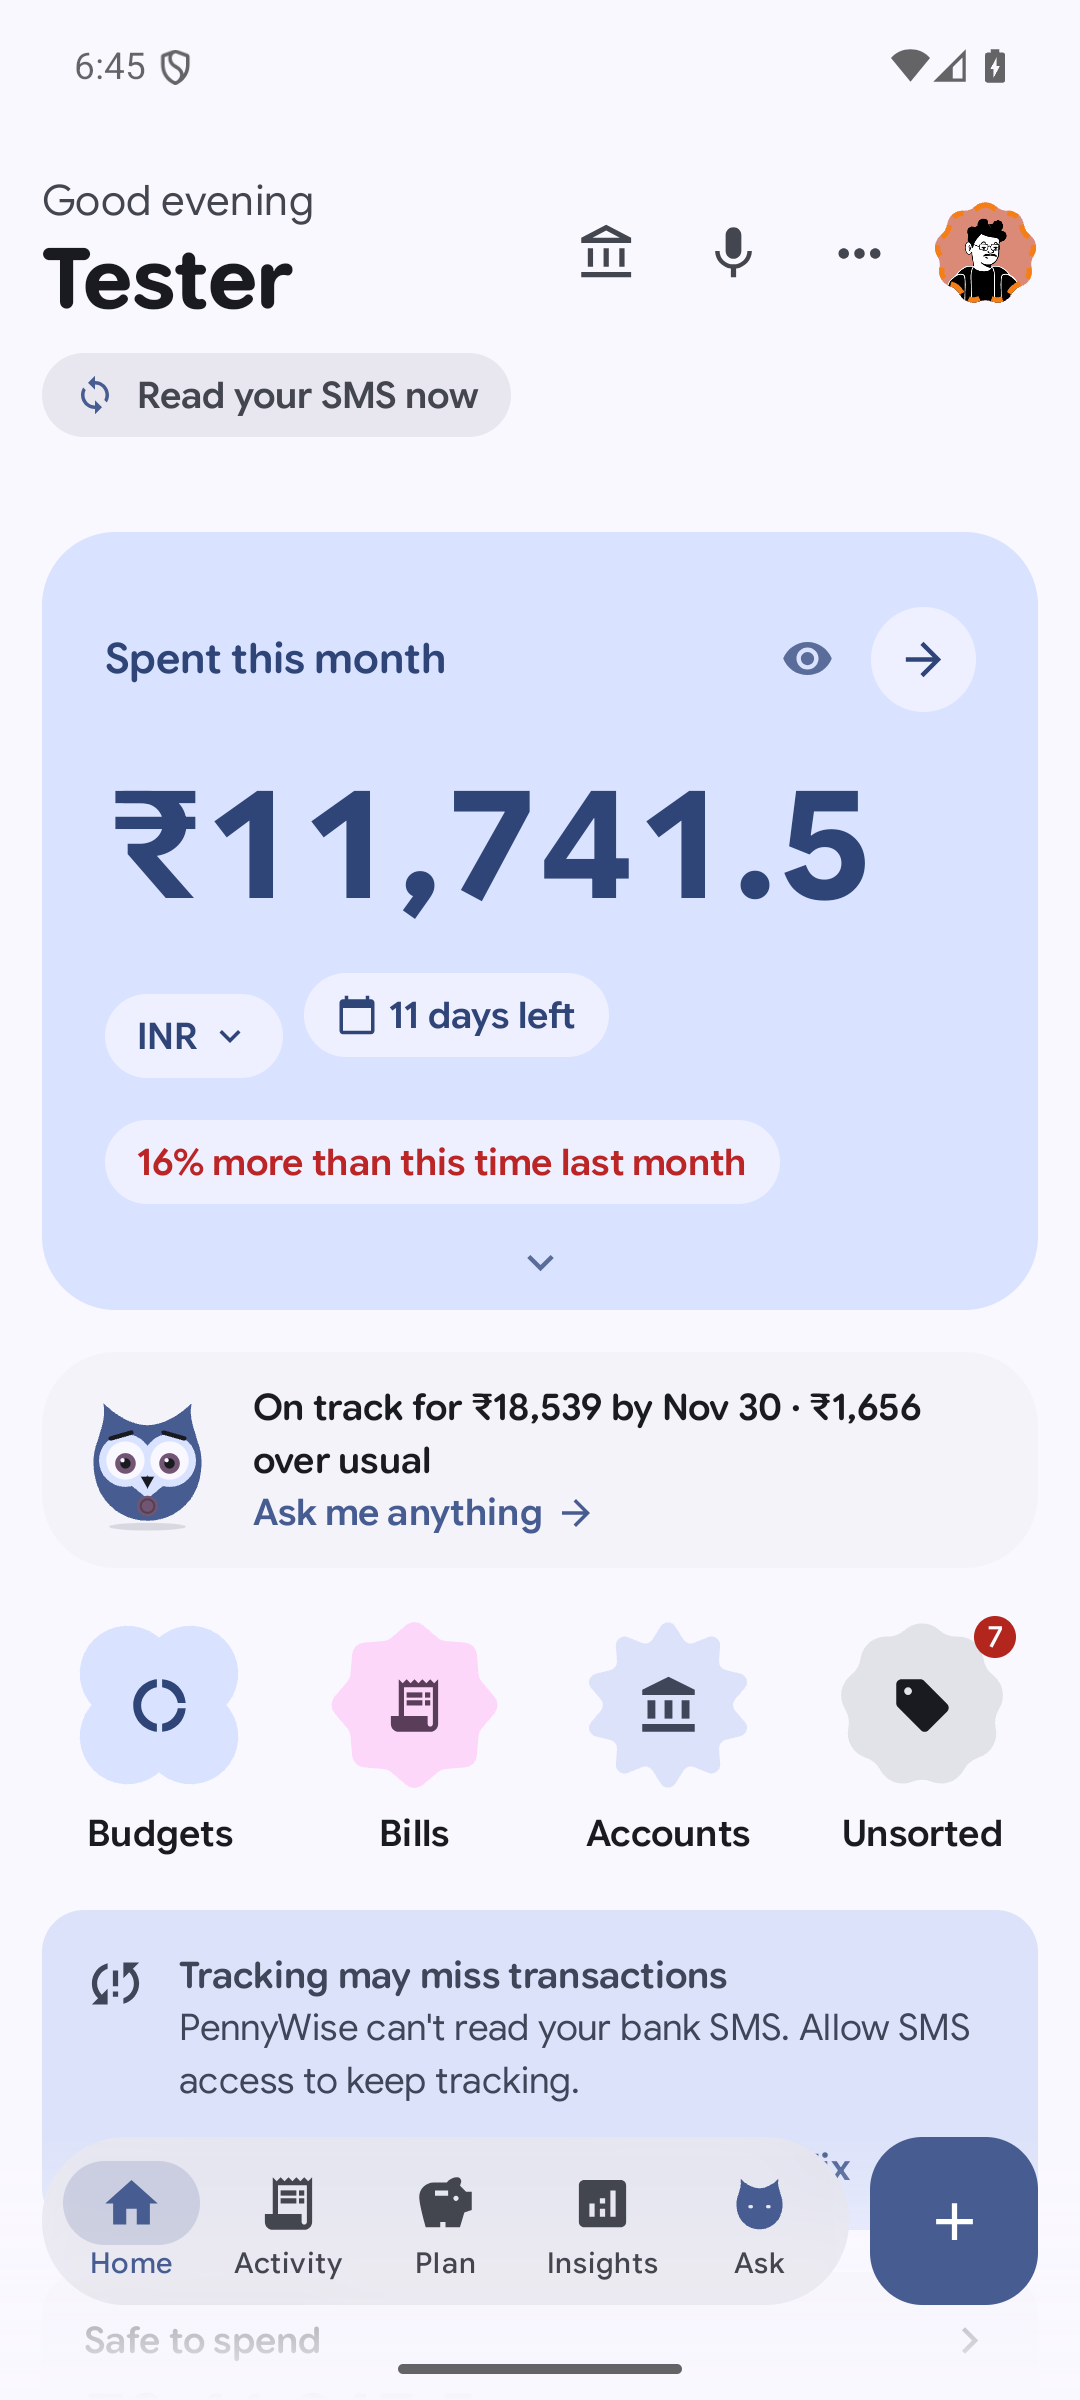 6:45
Good evening
Tester
Read your SMS now
Spent this month
₹11,741.5
INR
11 days left
16% more than this time last month
On track for ₹18,539 by Nov 30 · ₹1,656
over usual
Ask me anything
7
Budgets
Bills
Accounts
Unsorted
Tracking may miss transactions
PennyWise can't read your bank SMS. Allow SMS
access to keep tracking.
Home
Activity
Plan
Insights
Ask
Safe to spend